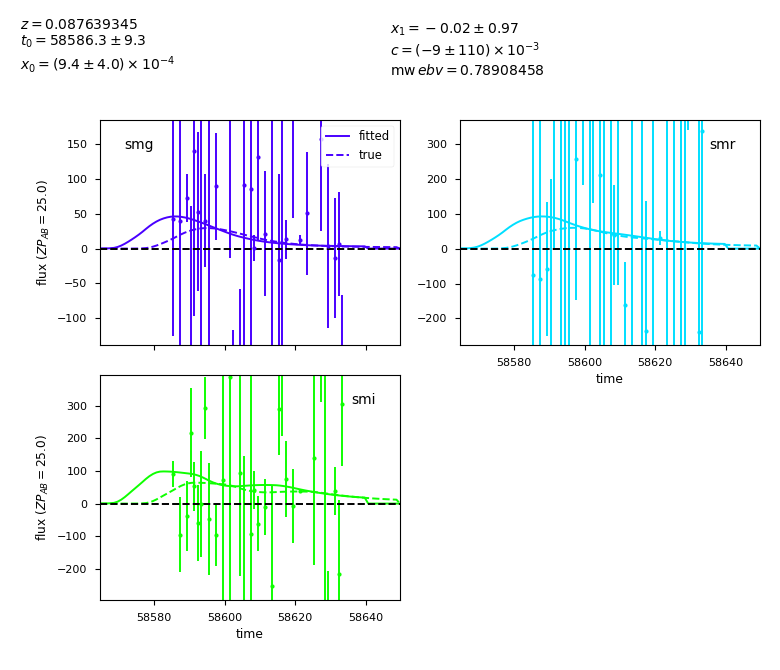 z = 0.087639345
t₀ = 58586.3 ± 9.3
x₀ = (9.4 ± 4.0) × 10⁻⁴
x₁ = −0.02 ± 0.97
c = (−9 ± 110) × 10⁻³
mw ebv = 0.78908458
smg
fitted
true
150
100
50
0
−50
−100
flux (ZP_AB = 25.0)
smr
300
200
100
0
−100
−200
58580 58600 58620 58640
time
smi
300
200
100
0
−100
−200
flux (ZP_AB = 25.0)
58580 58600 58620 58640
time